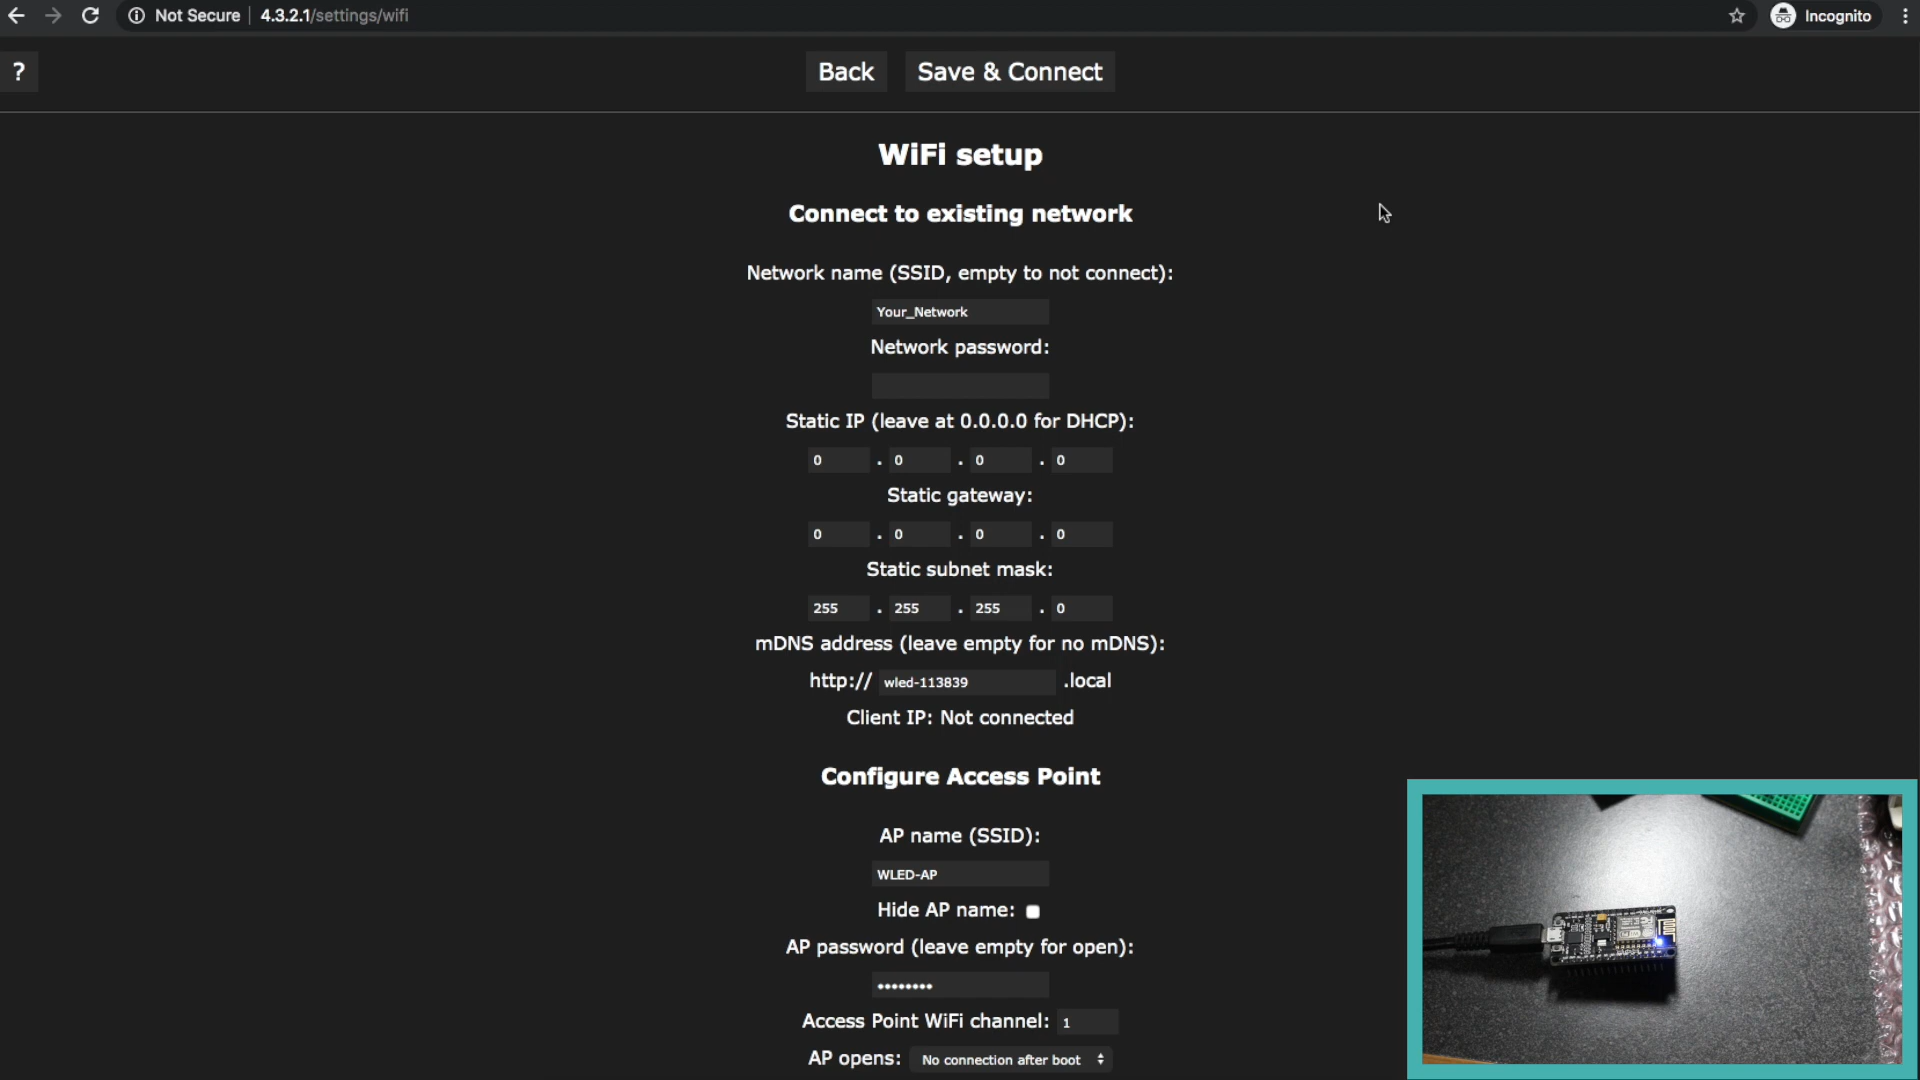 Not Secure | 4.3.2.1/settings/wifi
Incognito
?
Back
Save & Connect
WiFi setup
Connect to existing network
Network name (SSID, empty to not connect):
Your_Network
Network password:
Static IP (leave at 0.0.0.0 for DHCP):
0 . 0 . 0 . 0
Static gateway:
0 . 0 . 0 . 0
Static subnet mask:
255 . 255 . 255 . 0
mDNS address (leave empty for no mDNS):
http:// wled-113839 .local
Client IP: Not connected
Configure Access Point
AP name (SSID):
WLED-AP
Hide AP name:
AP password (leave empty for open):
••••••••
Access Point WiFi channel: 1
AP opens: No connection after boot